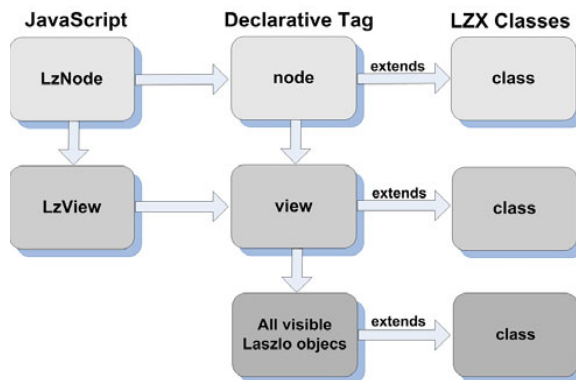 JavaScript
Declarative Tag
LZX Classes
LzNode
node
extends
class
LzView
view
extends
class
All visible
Laszlo objecs
extends
class